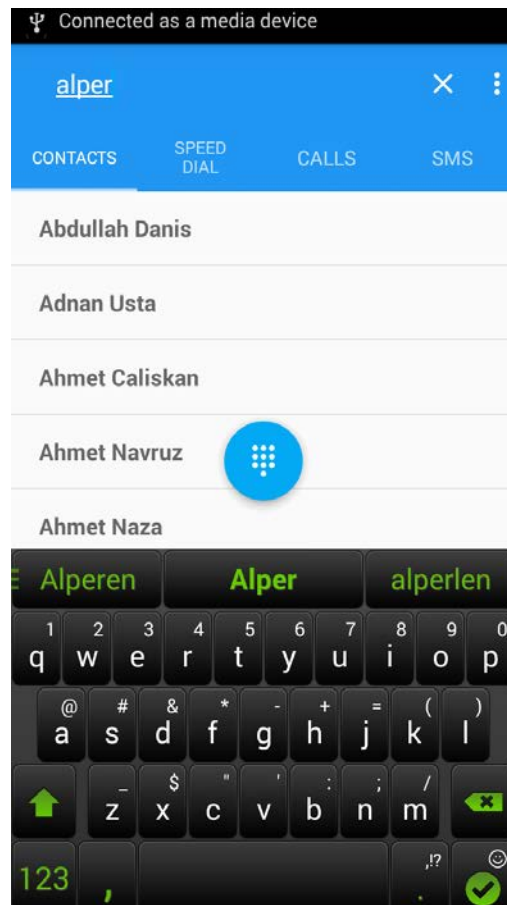 Connected as a media device
alper
CONTACTS SPEED DIAL CALLS SMS
Abdullah Danis
Adnan Usta
Ahmet Caliskan
Ahmet Navruz
Ahmet Naza
Alperen Alper alperlen
1 2 3 4 5 6 7 8 9 0
q w e r t y u i o p
@ # & * - + = ( )
a s d f g h j k l
_ $ " ' : ; /
z x c v b n m
,!?
123 , .